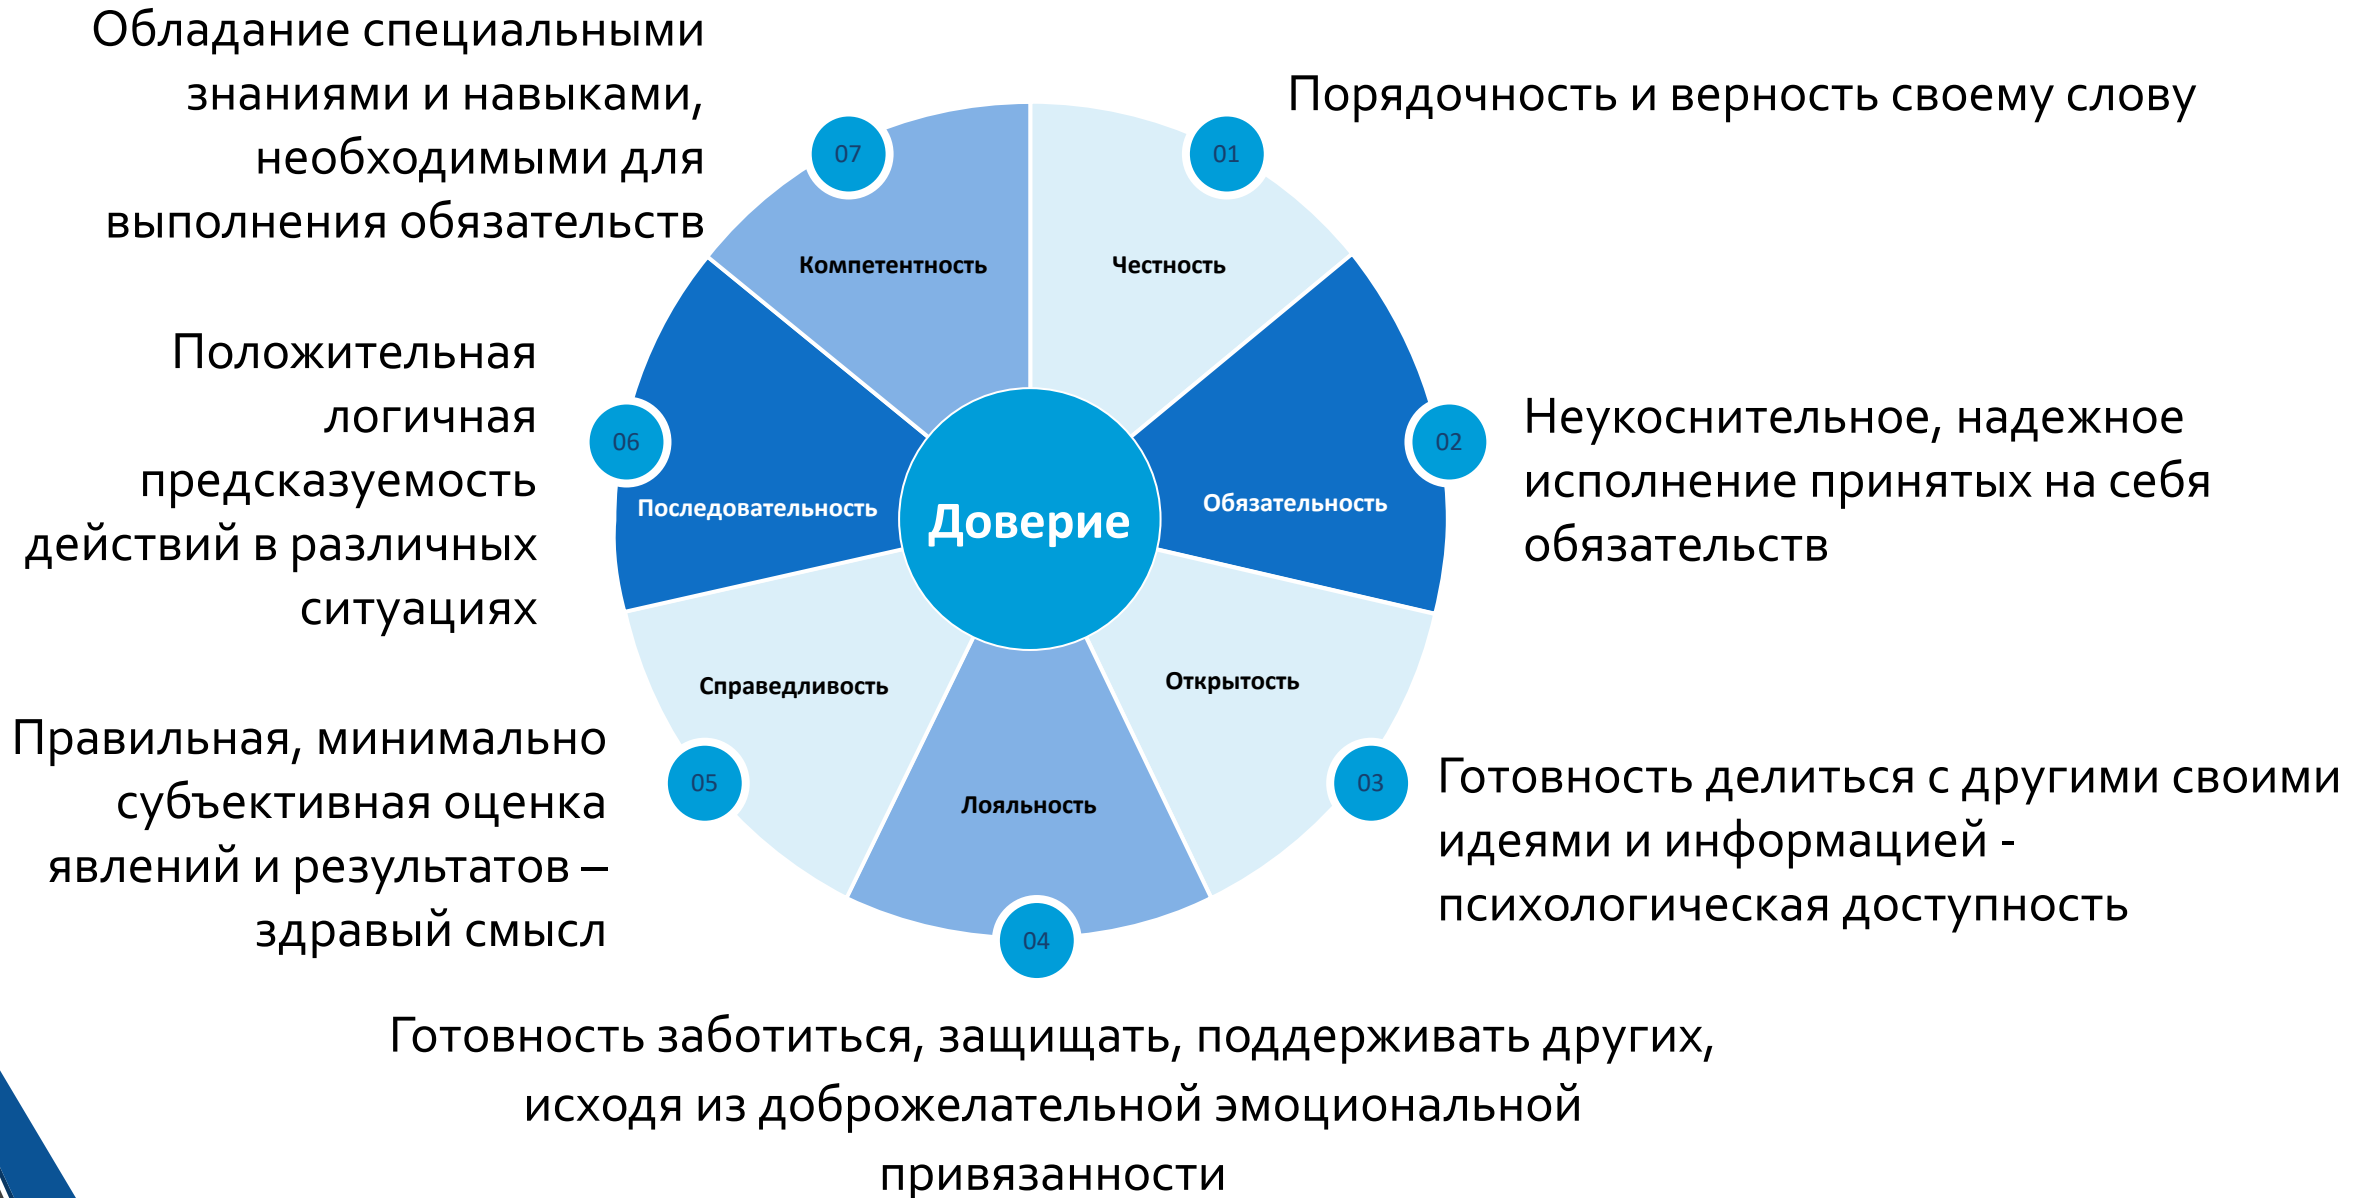 Обладание специальными
знаниями и навыками,
необходимыми для
выполнения обязательств
Порядочность и верность своему слову
07
01
Компетентность
Честность
Положительная
логичная
предсказуемость
действий в различных
ситуациях
06
02
Неукоснительное, надежное
исполнение принятых на себя
обязательств
Последовательность
Доверие
Обязательность
Справедливость
Открытость
Правильная, минимально
субъективная оценка
явлений и результатов –
здравый смысл
05
03
Готовность делиться с другими своими
идеями и информацией -
психологическая доступность
Лояльность
04
Готовность заботиться, защищать, поддерживать других,
исходя из доброжелательной эмоциональной
привязанности